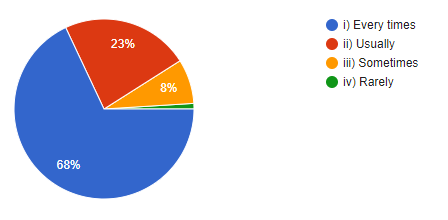 23%
8%
68%
i) Every times
ii) Usually
iii) Sometimes
iv) Rarely